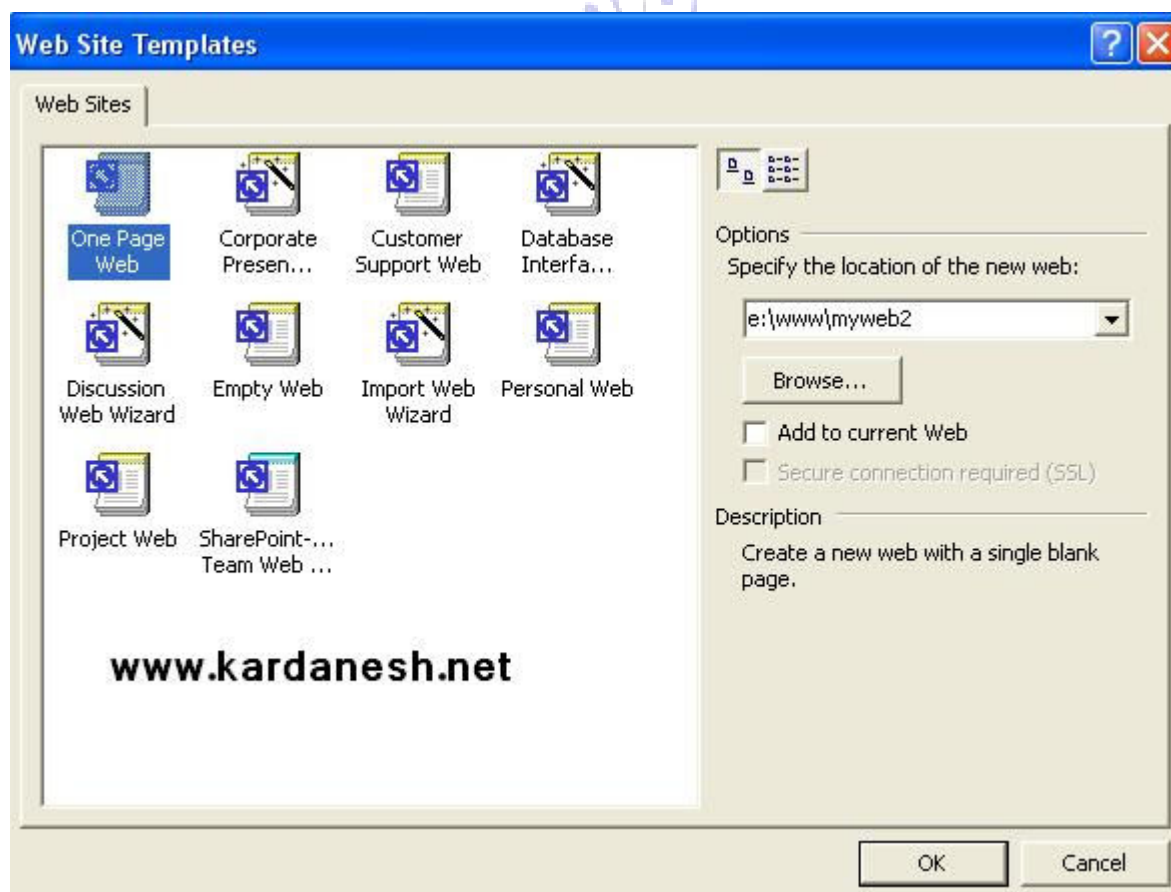 Web Site Templates
Web Sites
One Page
Web
Corporate
Presen...
Customer
Support Web
Database
Interfa...
Discussion
Web Wizard
Empty Web
Import Web
Wizard
Personal Web
Project Web
SharePoint-...
Team Web ...
www.kardanesh.net
Options
Specify the location of the new web:
e:\www\myweb2
Browse...
Add to current Web
Secure connection required (SSL)
Description
Create a new web with a single blank
page.
OK
Cancel